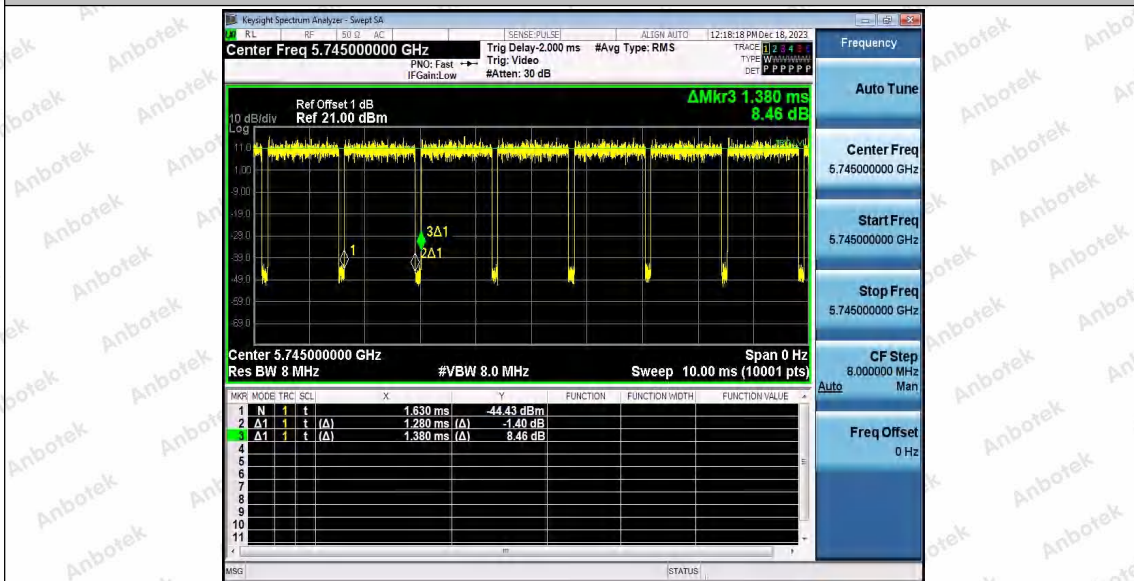 Keysight Spectrum Analyzer - Swept SA
RL RF 50 Ω AC SENSE:PULSE ALIGN AUTO 12:18:18 PM Dec 18, 2023
Center Freq 5.745000000 GHz
PNO: Fast
IFGain:Low
Trig Delay-2.000 ms
Trig: Video
#Atten: 30 dB
#Avg Type: RMS
TRACE 1 2 3 4 5 6
TYPE WWWWWW
DET P P P P P P
ΔMkr3 1.380 ms
8.46 dB
Ref Offset 1 dB
10 dB/div Ref 21.00 dBm
Log
11.0
1.00
-9.00
-19.0
-29.0
-39.0
-49.0
-59.0
-69.0
1
2Δ1
3Δ1
Center 5.745000000 GHz Span 0 Hz
Res BW 8 MHz #VBW 8.0 MHz Sweep 10.00 ms (10001 pts)
MKR MODE TRC SCL X Y FUNCTION FUNCTION WIDTH FUNCTION VALUE
1 N 1 t 1.630 ms -44.43 dBm
2 Δ1 1 t (Δ) 1.280 ms (Δ) -1.40 dB
3 Δ1 1 t (Δ) 1.380 ms (Δ) 8.46 dB
4
5
6
7
8
9
10
11
MSG STATUS
Frequency
Auto Tune
Center Freq
5.745000000 GHz
Start Freq
5.745000000 GHz
Stop Freq
5.745000000 GHz
CF Step
8.000000 MHz
Auto Man
Freq Offset
0 Hz
Anbotek